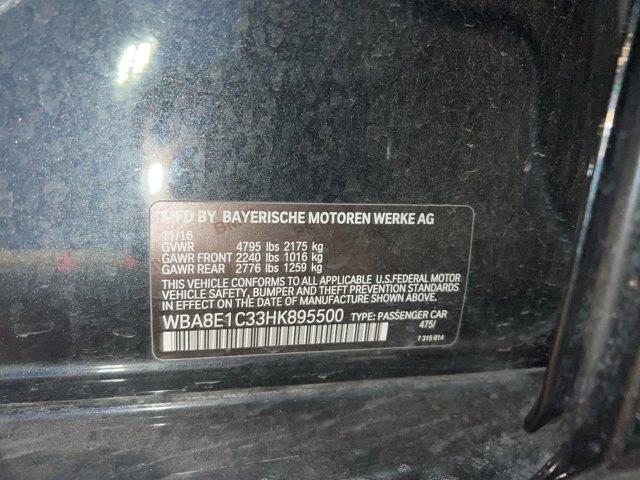 MFD BY BAYERISCHE MOTOREN WERKE AG
11/16
GVWR 4795 lbs 2175 kg
GAWR FRONT 2240 lbs 1016 kg
GAWR REAR 2776 lbs 1259 kg
THIS VEHICLE CONFORMS TO ALL APPLICABLE U.S.FEDERAL MOTOR
VEHICLE SAFETY, BUMPER AND THEFT PREVENTION STANDARDS
IN EFFECT ON THE DATE OF MANUFACTURE SHOWN ABOVE.
WBA8E1C33HK895500 TYPE: PASSENGER CAR
475/
7 315 814